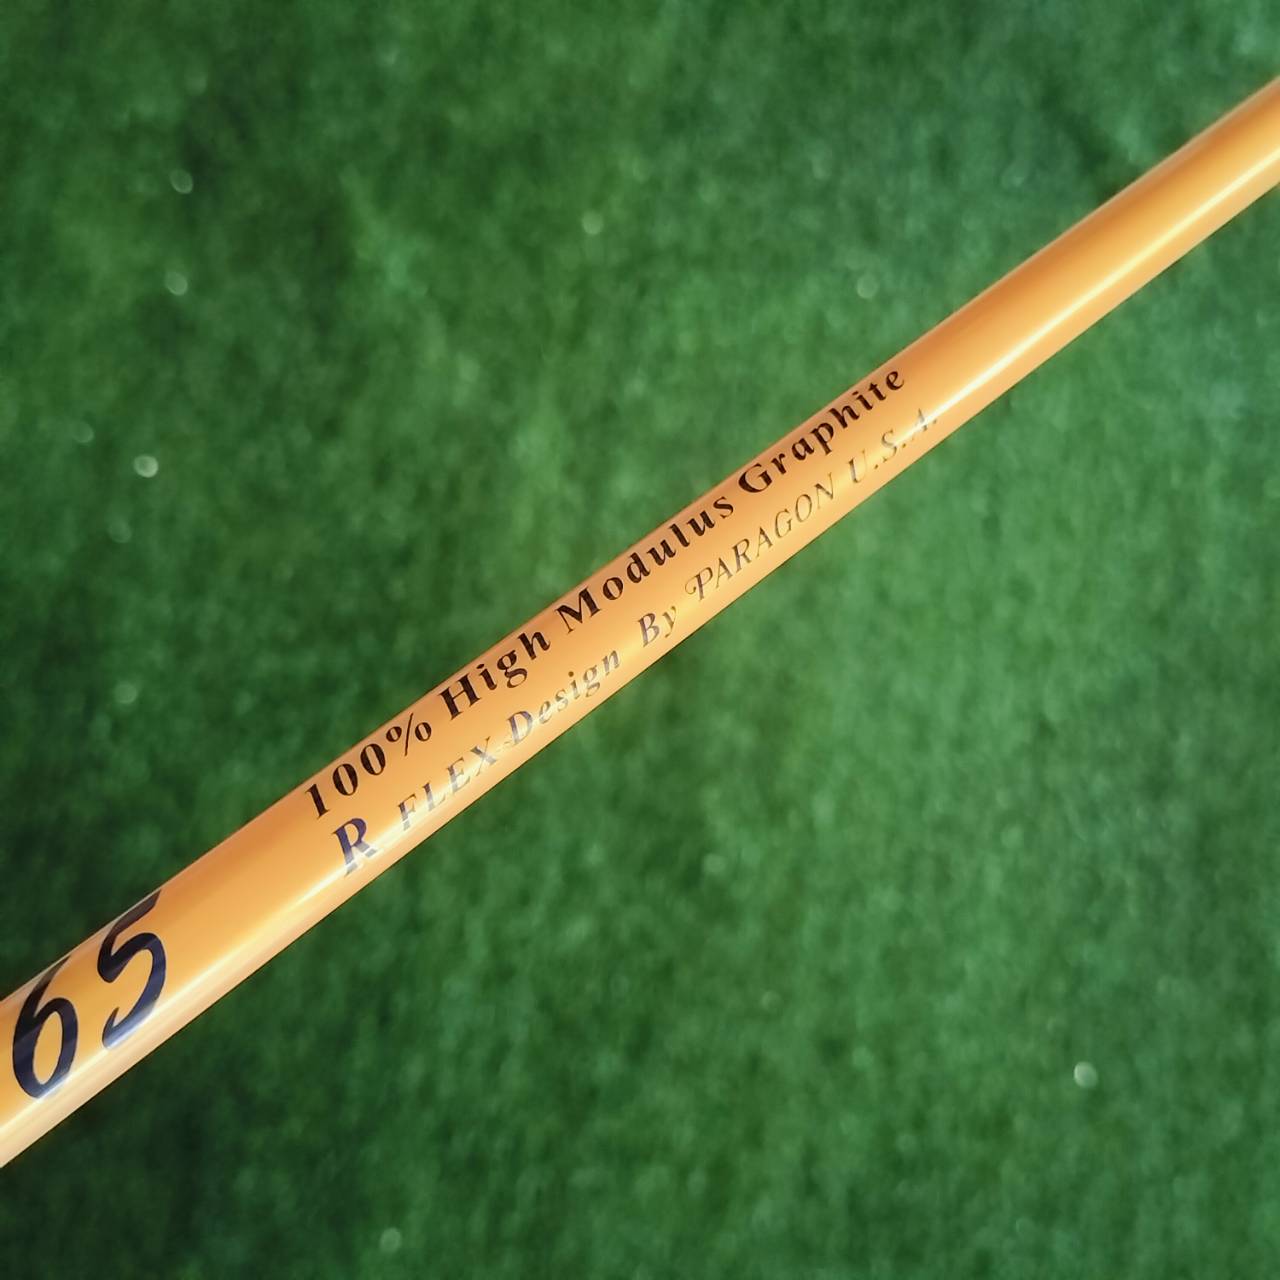 65
100% High Modulus Graphite
R FLEX Design By PARAGON U.S.A.